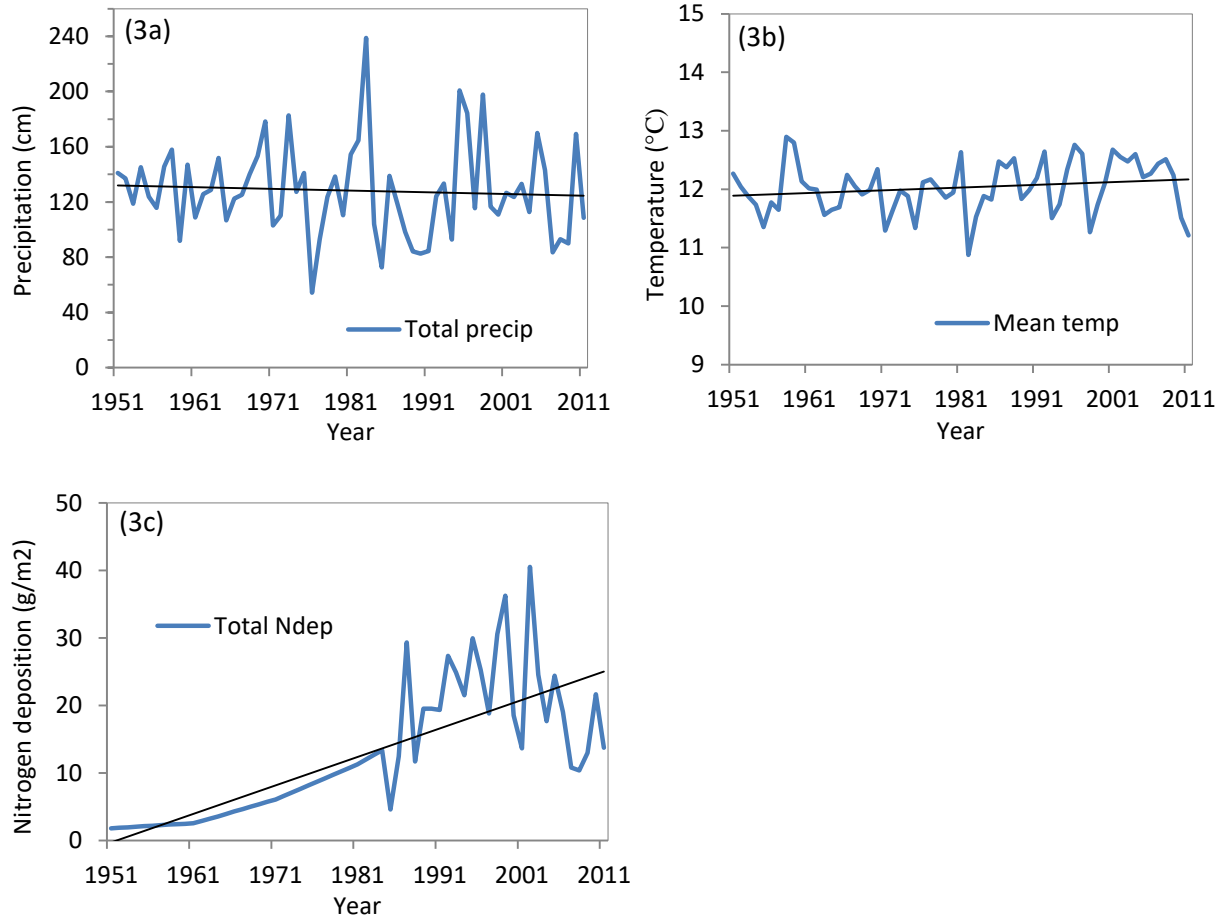 (3a)
Precipitation (cm)
240
200
160
120
80
40
0
Total precip
1951 1961 1971 1981 1991 2001 2011
Year
(3b)
Temperature (°C)
15
14
13
12
11
10
9
Mean temp
1951 1961 1971 1981 1991 2001 2011
Year
(3c)
Nitrogen deposition (g/m2)
50
40
30
20
10
0
Total Ndep
1951 1961 1971 1981 1991 2001 2011
Year